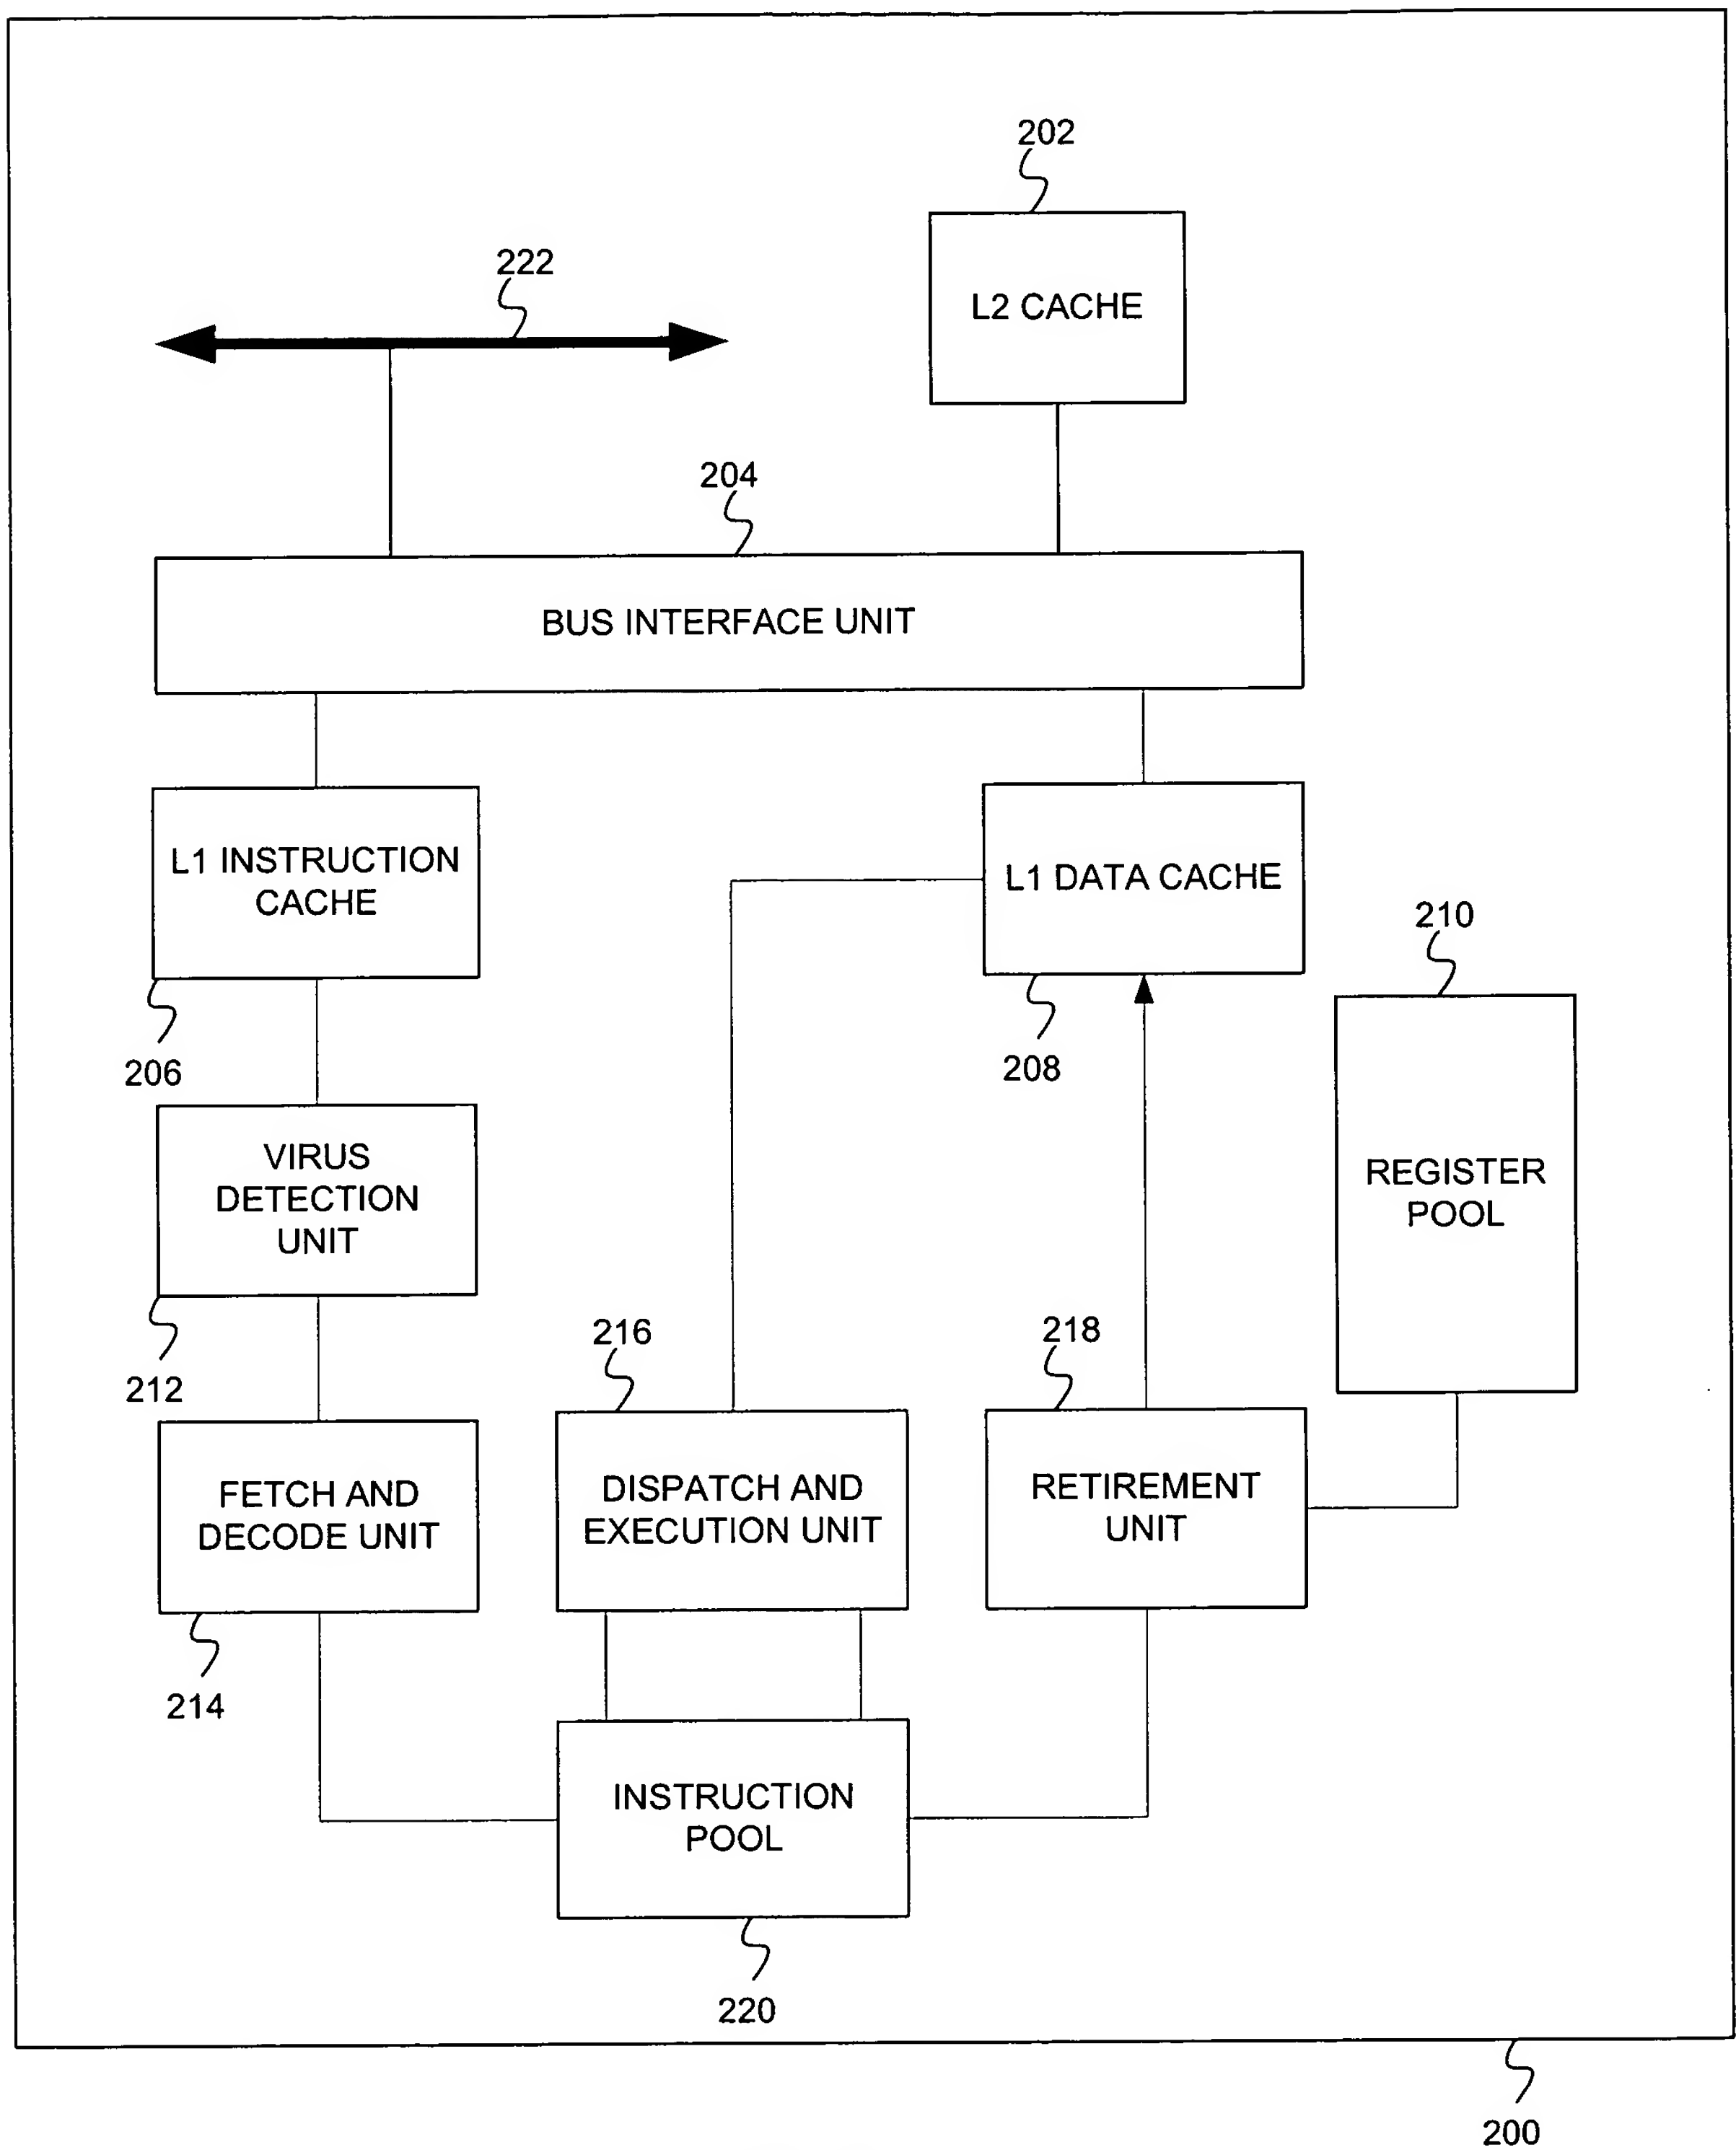 202
222
L2 CACHE
204
BUS INTERFACE UNIT
L1 INSTRUCTION
CACHE
L1 DATA CACHE
210
206
208
VIRUS
DETECTION
UNIT
REGISTER
POOL
216
218
212
FETCH AND
DECODE UNIT
DISPATCH AND
EXECUTION UNIT
RETIREMENT
UNIT
214
INSTRUCTION
POOL
220
200